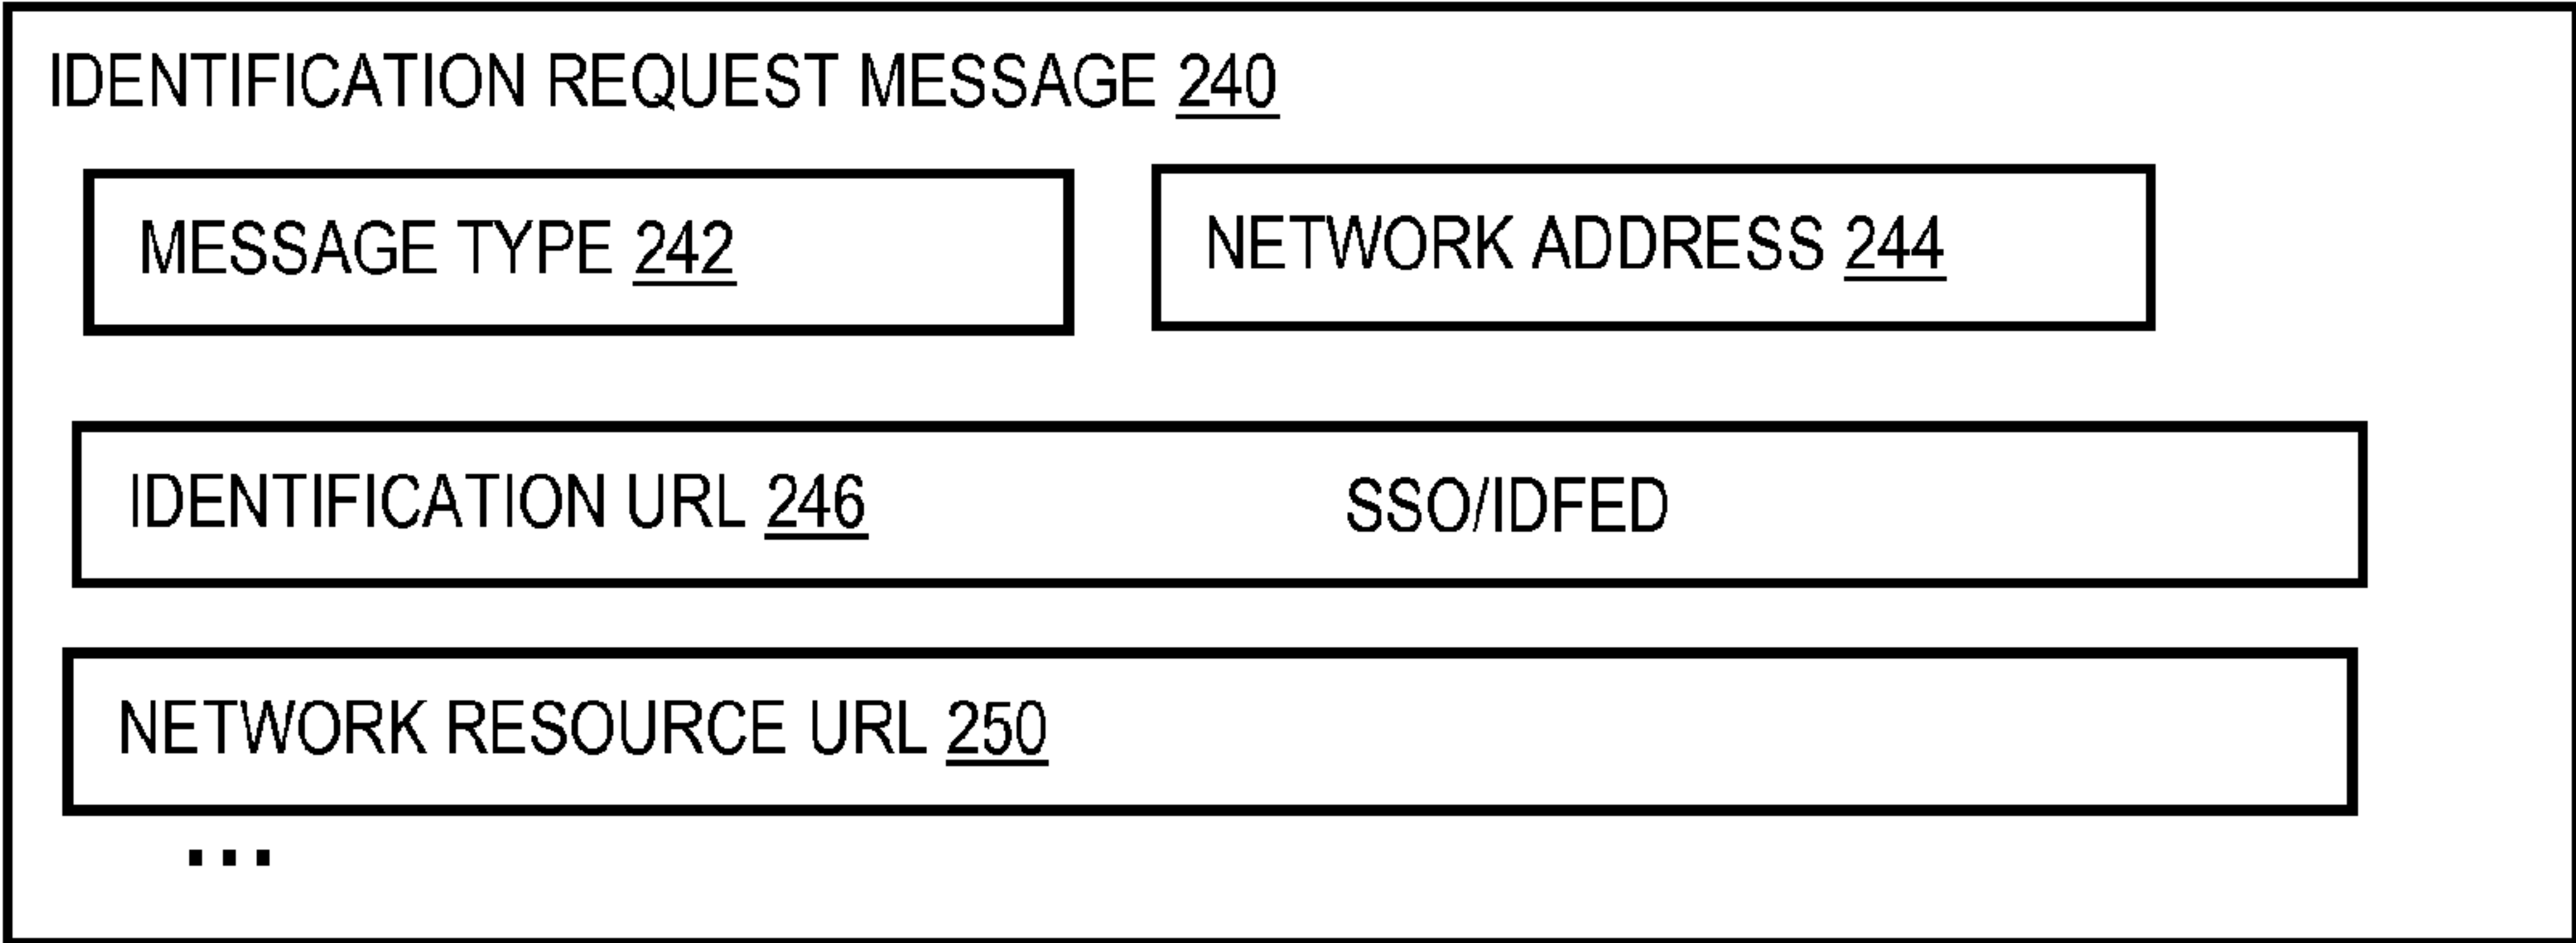 IDENTIFICATION REQUEST MESSAGE 240
MESSAGE TYPE 242 NETWORK ADDRESS 244
IDENTIFICATION URL 246 SSO/IDFED
NETWORK RESOURCE URL 250
...